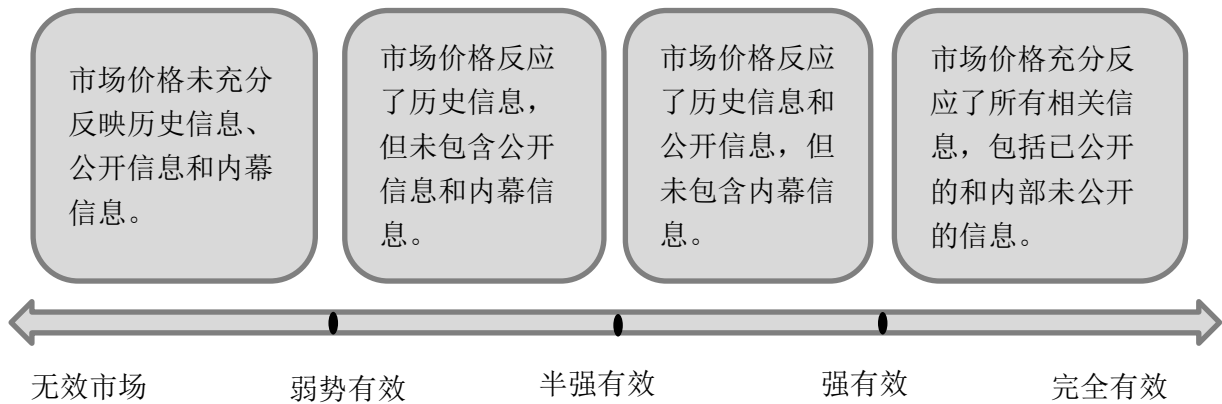 市场价格未充分
反映历史信息、
公开信息和内幕
信息。
市场价格反应
了历史信息，
但未包含公开
信息和内幕信
息。
市场价格反应
了历史信息和
公开信息，但
未包含内幕信
息。
市场价格充分反
应了所有相关信
息，包括已公开
的和内部未公开
的信息。
无效市场
弱势有效
半强有效
强有效
完全有效